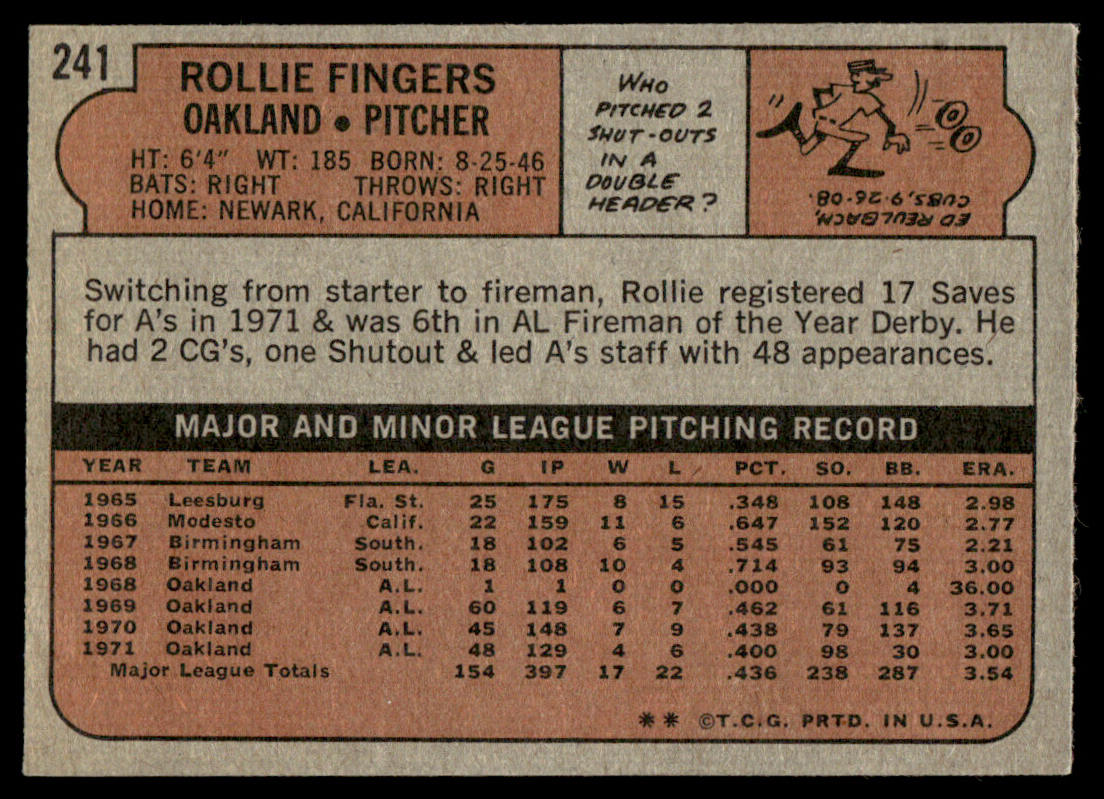 241
ROLLIE FINGERS
OAKLAND • PITCHER
HT: 6'4" WT: 185 BORN: 8-25-46
BATS: RIGHT THROWS: RIGHT
HOME: NEWARK, CALIFORNIA
WHO
PITCHED 2
SHUT-OUTS
IN A
DOUBLE
HEADER?
ED REULBACH,
CUBS, 9-26-08.
Switching from starter to fireman, Rollie registered 17 Saves
for A's in 1971 & was 6th in AL Fireman of the Year Derby. He
had 2 CG's, one Shutout & led A's staff with 48 appearances.
MAJOR AND MINOR LEAGUE PITCHING RECORD
YEAR TEAM LEA. G IP W L PCT. SO. BB. ERA.
1965 Leesburg Fla. St. 25 175 8 15 .348 108 148 2.98
1966 Modesto Calif. 22 159 11 6 .647 152 120 2.77
1967 Birmingham South. 18 102 6 5 .545 61 75 2.21
1968 Birmingham South. 18 108 10 4 .714 93 94 3.00
1968 Oakland A.L. 1 1 0 0 .000 0 4 36.00
1969 Oakland A.L. 60 119 6 7 .462 61 116 3.71
1970 Oakland A.L. 45 148 7 9 .438 79 137 3.65
1971 Oakland A.L. 48 129 4 6 .400 98 30 3.00
Major League Totals 154 397 17 22 .436 238 287 3.54
** ©T.C.G. PRTD. IN U.S.A.